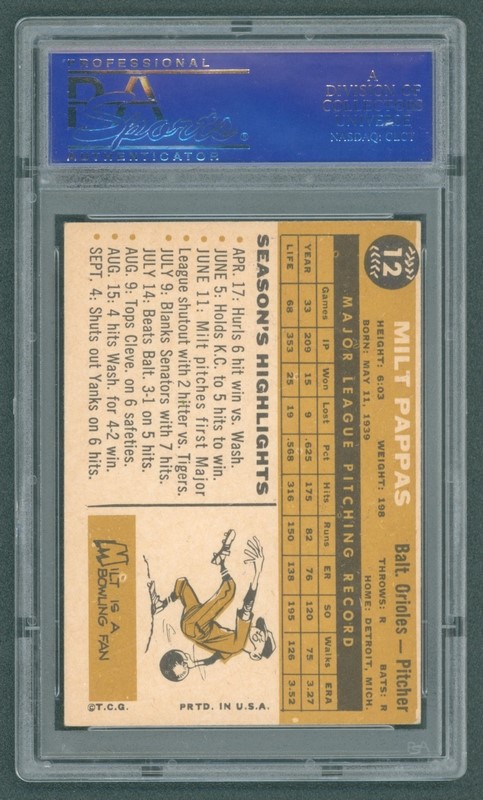 PROFESSIONAL
PSA
Sports
AUTHENTICATOR
A
DIVISION OF
COLLECTORS
UNIVERSE
NASDAQ: CLCT
12
MILT PAPPAS
Balt. Orioles — Pitcher
HEIGHT: 6:03 WEIGHT: 198 THROWS: R BATS: R
BORN: MAY 11, 1939 HOME: DETROIT, MICH.
MAJOR LEAGUE PITCHING RECORD
Games IP Won Lost Pct Hits Runs ER SO Walks ERA
YEAR 33 209 15 9 .625 175 82 76 120 75 3.27
LIFE 68 353 25 19 .568 316 150 138 195 126 3.52
SEASON'S HIGHLIGHTS
• APR. 17: Hurls 6 hit win vs. Wash.
• JUNE 5: Holds K.C. to 5 hits to win.
• JUNE 11: Milt pitches first Major
League shutout with 2 hitter vs. Tigers.
• JULY 9: Blanks Senators with 7 hits.
JULY 14: Beats Balt. 3-1 on 5 hits.
• AUG. 9: Tops Cleve. on 6 safeties.
• AUG. 15: 4 hits Wash. for 4-2 win.
• SEPT. 4: Shuts out Yanks on 6 hits.
MILT IS A
BOWLING FAN
©T.C.G. PRTD. IN U.S.A.